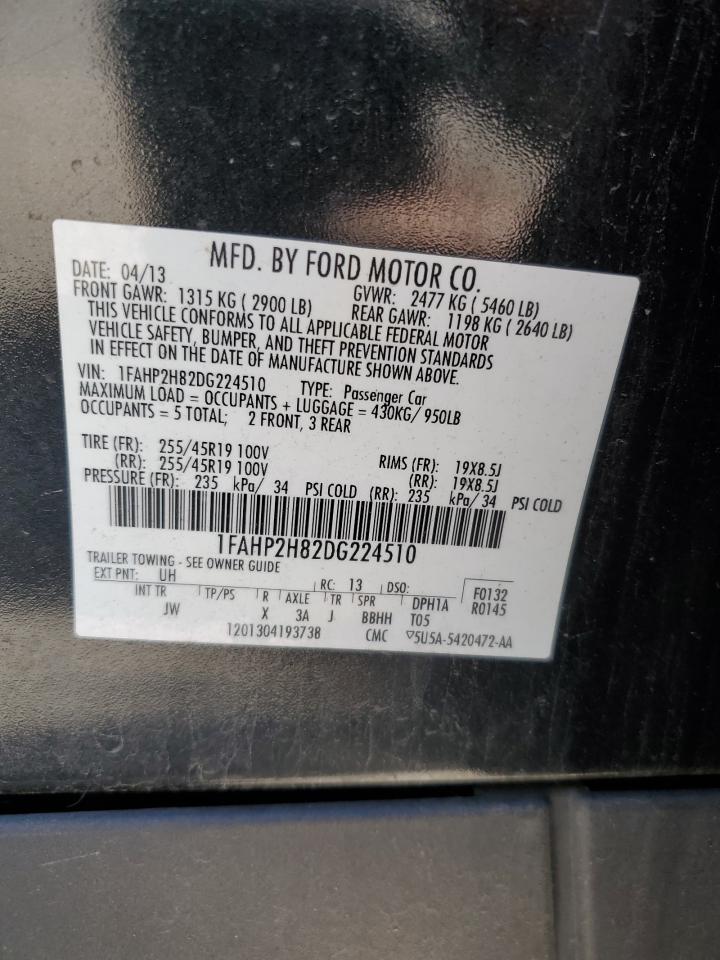 MFD. BY FORD MOTOR CO.
DATE: 04/13 GVWR: 2477 KG ( 5460 LB)
FRONT GAWR: 1315 KG ( 2900 LB) REAR GAWR: 1198 KG ( 2640 LB)
THIS VEHICLE CONFORMS TO ALL APPLICABLE FEDERAL MOTOR
VEHICLE SAFETY, BUMPER, AND THEFT PREVENTION STANDARDS
IN EFFECT ON THE DATE OF MANUFACTURE SHOWN ABOVE.
VIN: 1FAHP2H82DG224510 TYPE: Passenger Car
MAXIMUM LOAD = OCCUPANTS + LUGGAGE = 430KG/ 950LB
OCCUPANTS = 5 TOTAL; 2 FRONT, 3 REAR
TIRE (FR): 255/45R19 100V RIMS (FR): 19X8.5J
(RR): 255/45R19 100V (RR): 19X8.5J
PRESSURE (FR): 235 kPa/ 34 PSI COLD (RR): 235 kPa/ 34 PSI COLD
1FAHP2H82DG224510
TRAILER TOWING - SEE OWNER GUIDE
EXT PNT: UH RC: 13 DSO: F0132
INT TR TP/PS R AXLE TR SPR DPH1A R0145
JW X 3A J BBHH T05
1201304193738 CMC ▽5U5A-5420472-AA